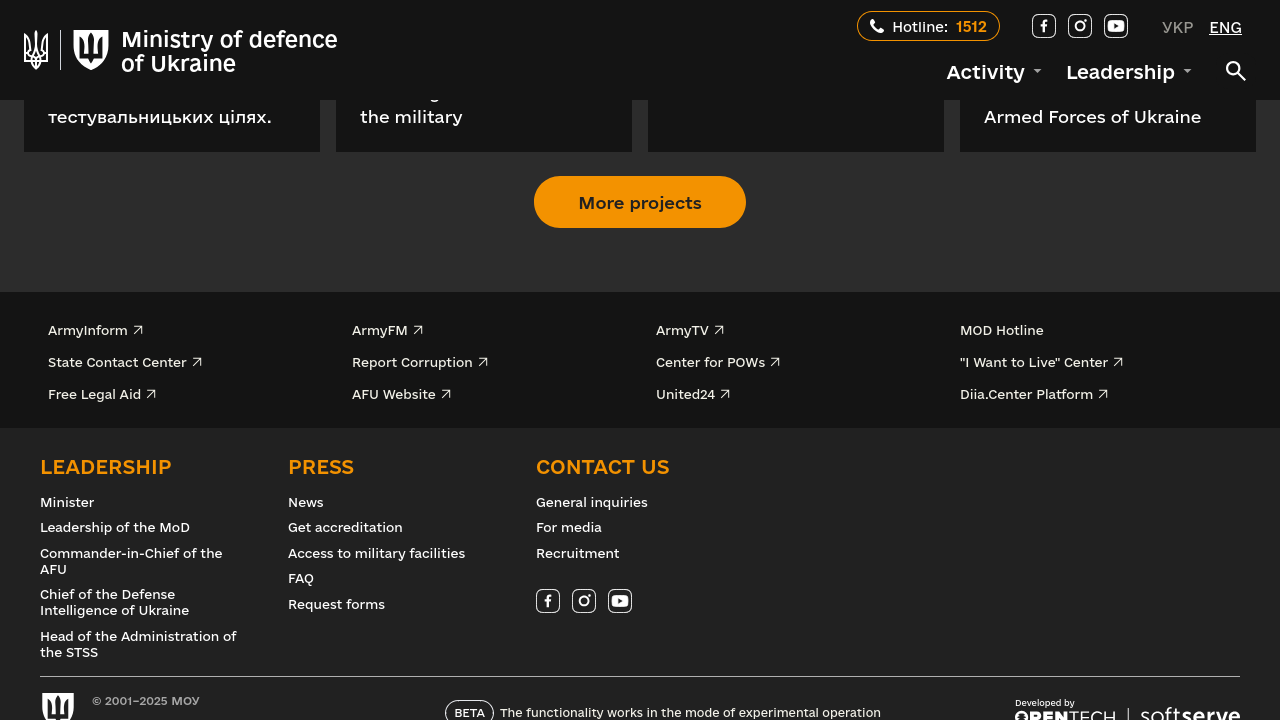 Ministry of defence
of Ukraine
Hotline: 1512
УКР ENG
Activity Leadership
тестувальницьких цілях.
the military
Armed Forces of Ukraine
More projects
ArmyInform
ArmyFM
ArmyTV
MOD Hotline
State Contact Center
Report Corruption
Center for POWs
"I Want to Live" Center
Free Legal Aid
AFU Website
United24
Diia.Center Platform
LEADERSHIP
Minister
Leadership of the MoD
Commander-in-Chief of the
AFU
Chief of the Defense
Intelligence of Ukraine
Head of the Administration of
the STSS
PRESS
News
Get accreditation
Access to military facilities
FAQ
Request forms
CONTACT US
General inquiries
For media
Recruitment
© 2001–2025 МОУ
BETA The functionality works in the mode of experimental operation
Developed by
OPENTECH | softserve